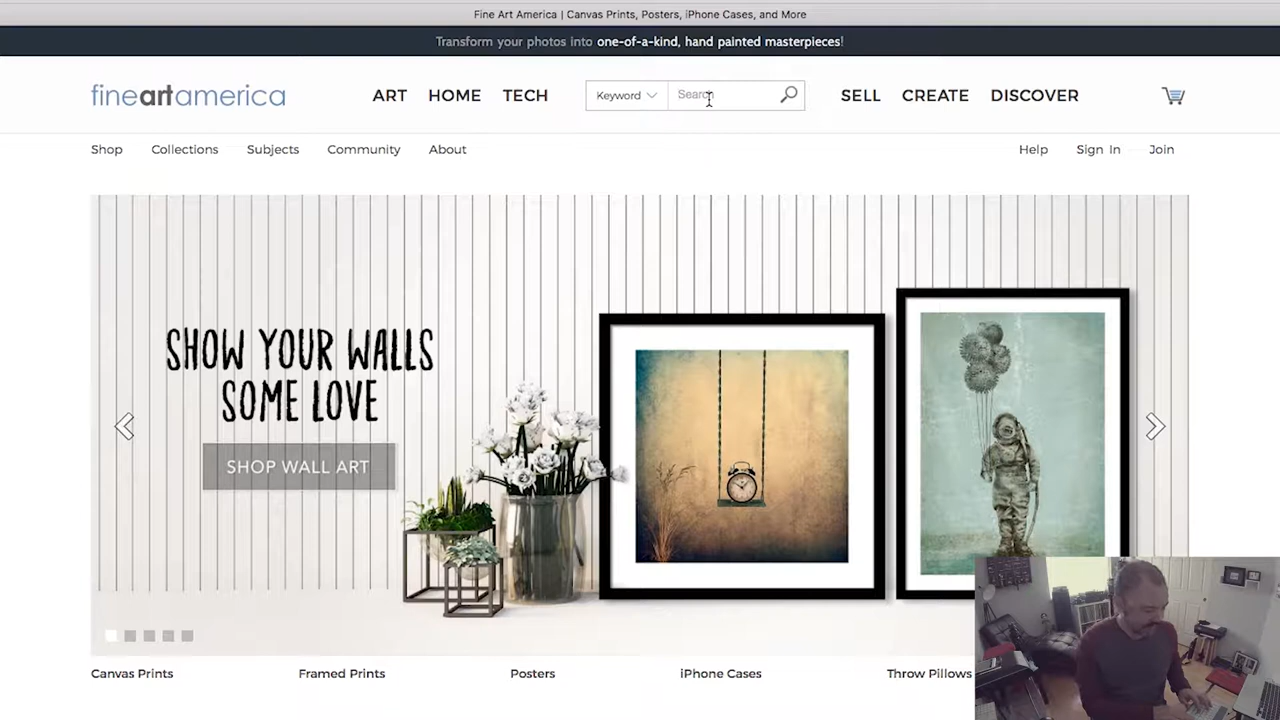 Fine Art America | Canvas Prints, Posters, iPhone Cases, and More
Transform your photos into one-of-a-kind, hand painted masterpieces!
fineartamerica
ART HOME TECH Keyword Search SELL CREATE DISCOVER
Shop Collections Subjects Community About Help Sign In Join
SHOW YOUR WALLS
SOME LOVE
SHOP WALL ART
Canvas Prints Framed Prints Posters iPhone Cases Throw Pillows